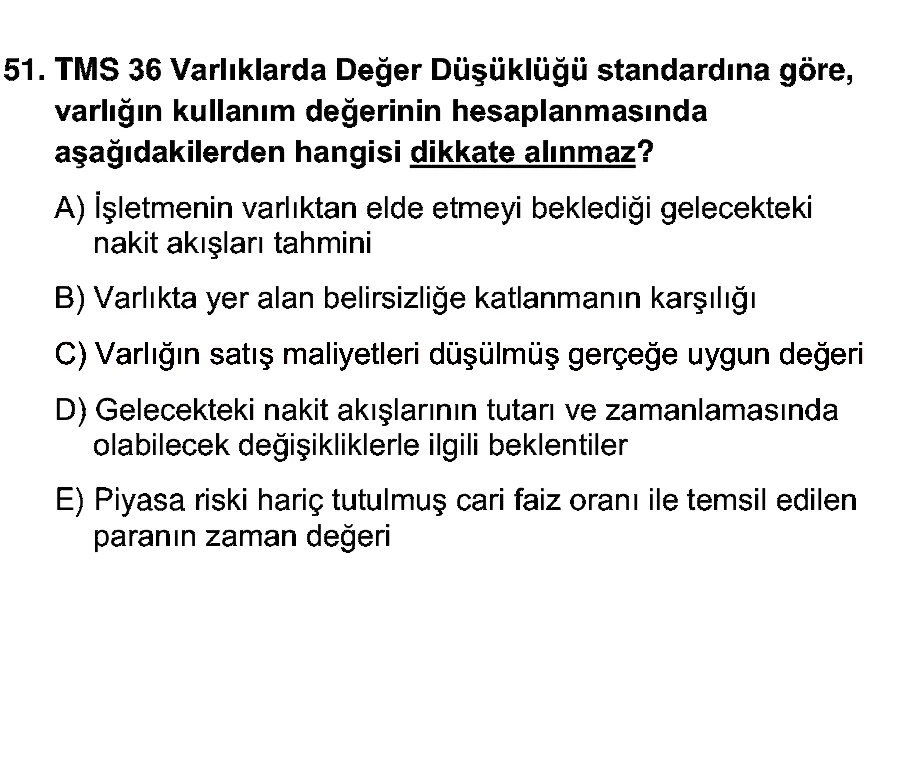 51. TMS 36 Varlıklarda Değer Düşüklüğü standardına göre,
varlığın kullanım değerinin hesaplanmasında
aşağıdakilerden hangisi dikkate alınmaz?
A) İşletmenin varlıktan elde etmeyi beklediği gelecekteki
nakit akışları tahmini
B) Varlıkta yer alan belirsizliğe katlanmanın karşılığı
C) Varlığın satış maliyetleri düşülmüş gerçeğe uygun değeri
D) Gelecekteki nakit akışlarının tutarı ve zamanlamasında
olabilecek değişikliklerle ilgili beklentiler
E) Piyasa riski hariç tutulmuş cari faiz oranı ile temsil edilen
paranın zaman değeri